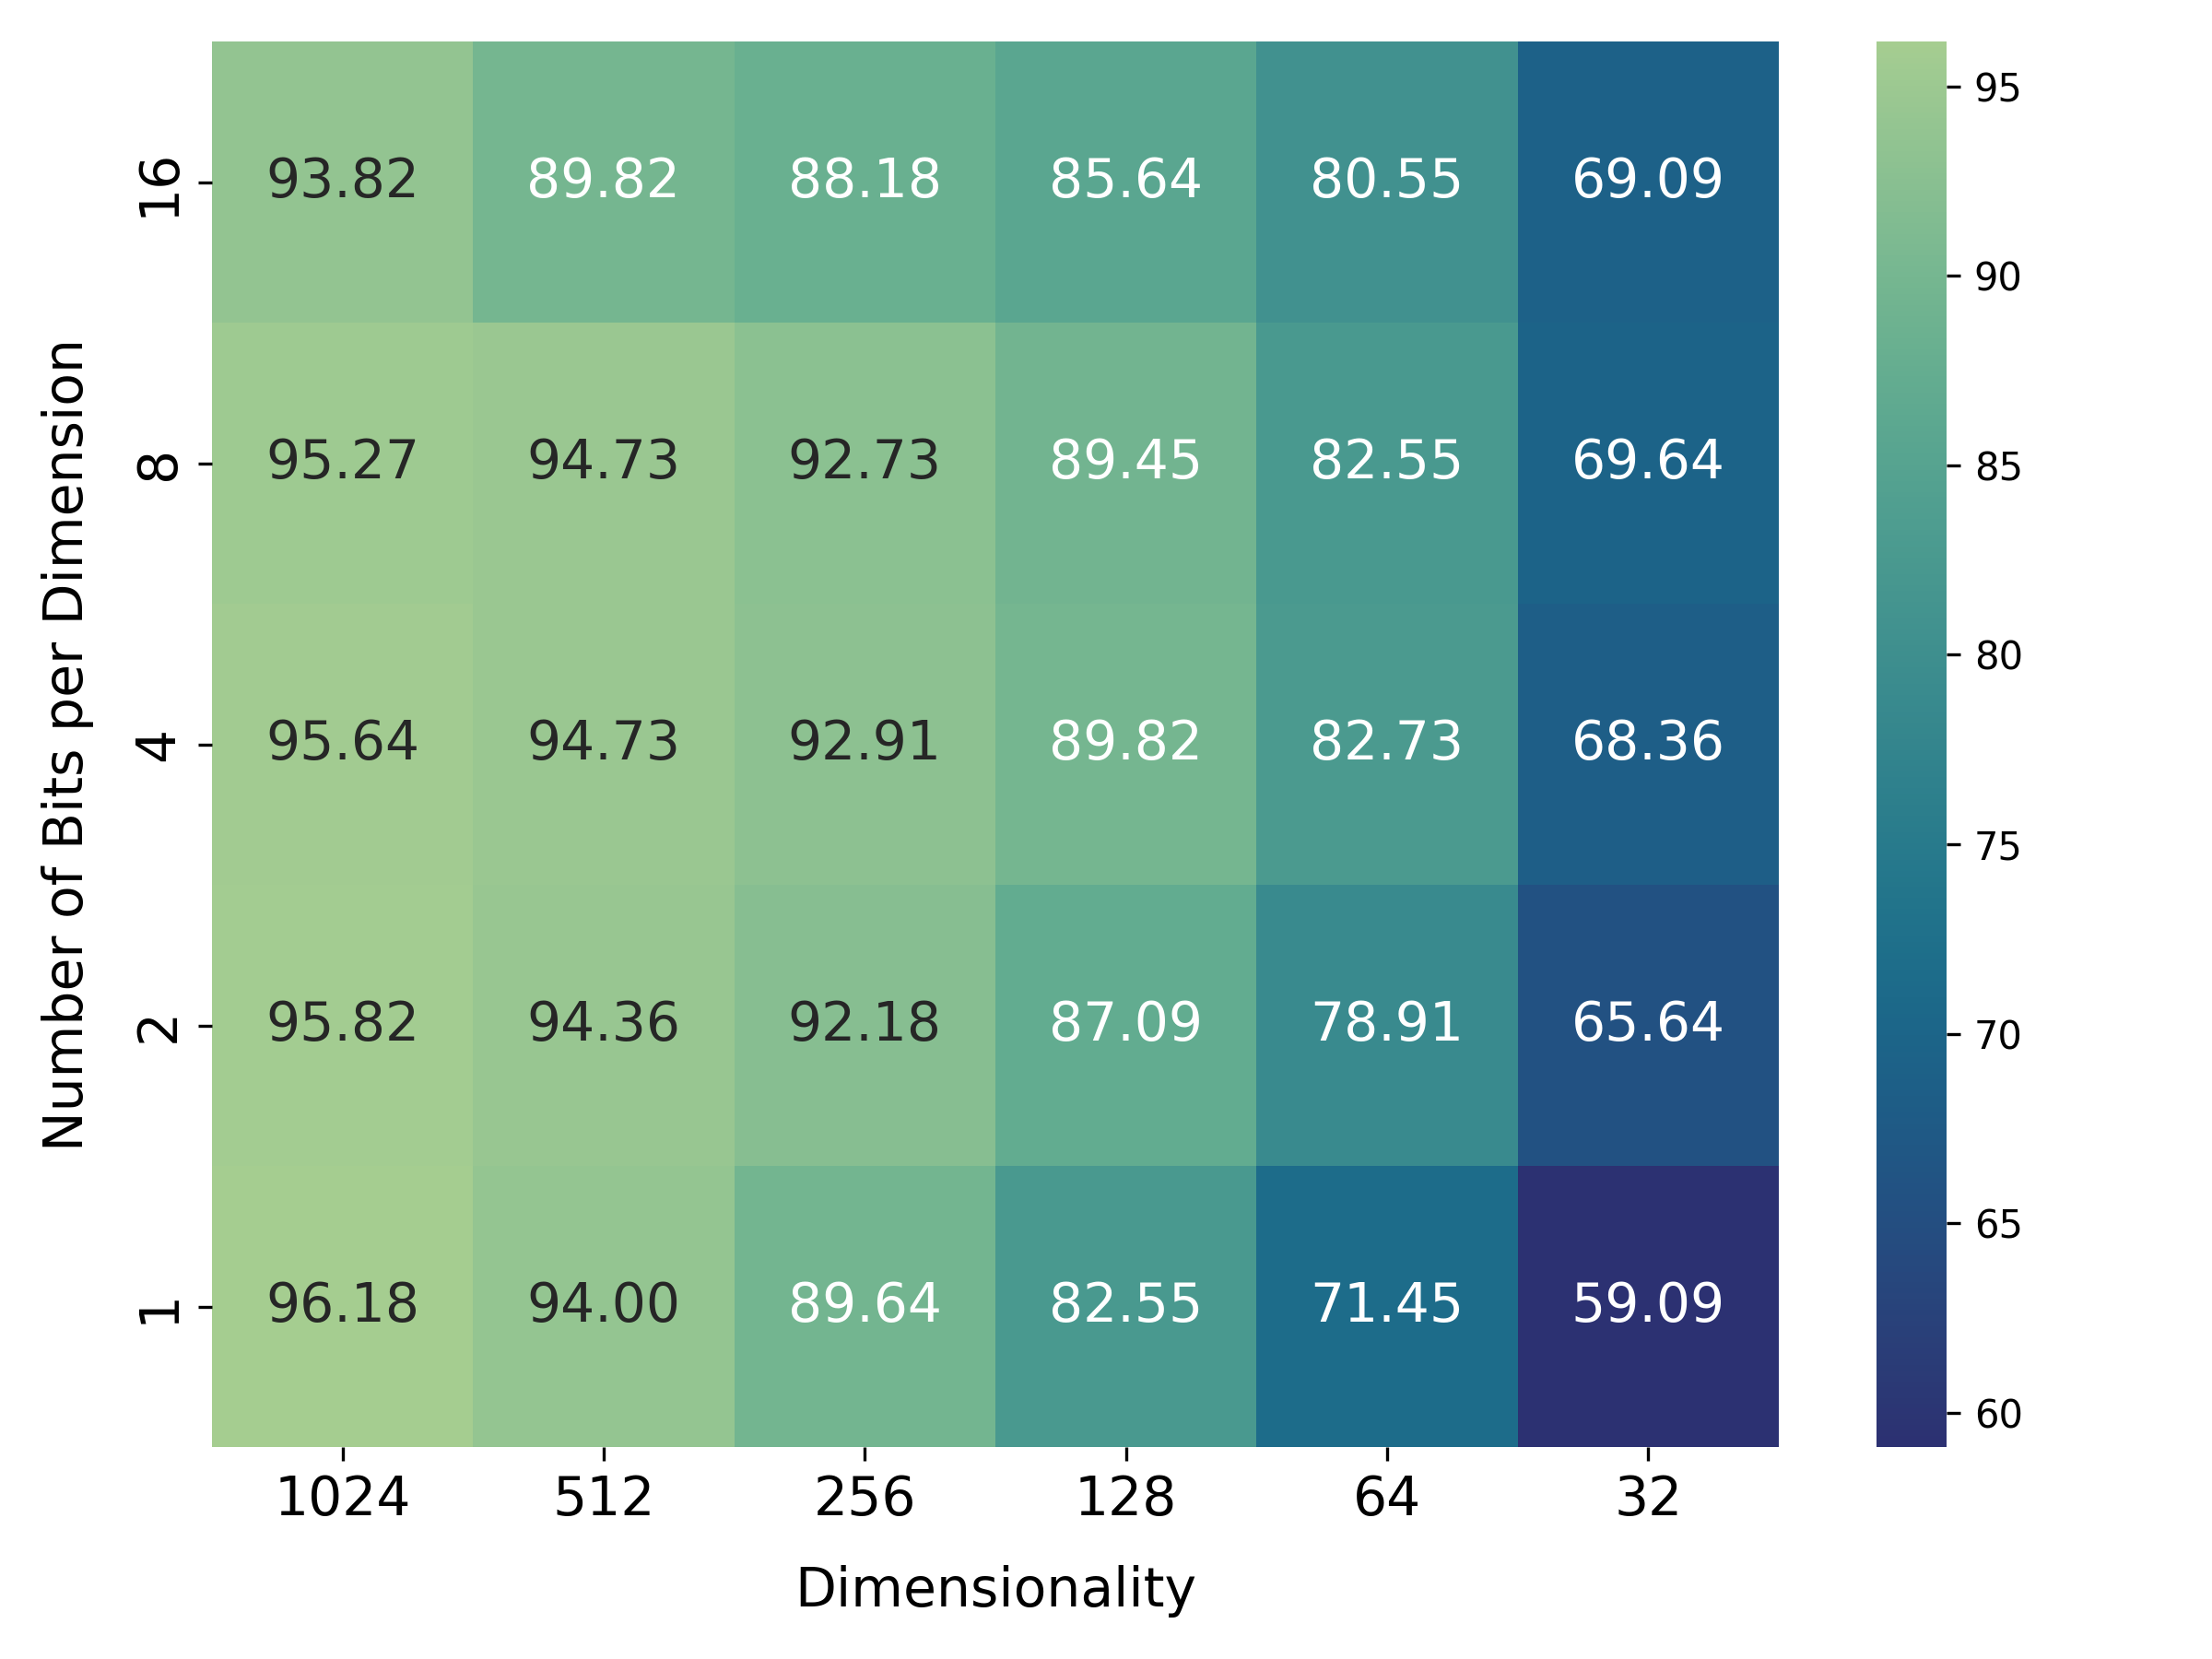 Number of Bits per Dimension
16 93.82 89.82 88.18 85.64 80.55 69.09
8 95.27 94.73 92.73 89.45 82.55 69.64
4 95.64 94.73 92.91 89.82 82.73 68.36
2 95.82 94.36 92.18 87.09 78.91 65.64
1 96.18 94.00 89.64 82.55 71.45 59.09
1024 512 256 128 64 32
Dimensionality
95
90
85
80
75
70
65
60